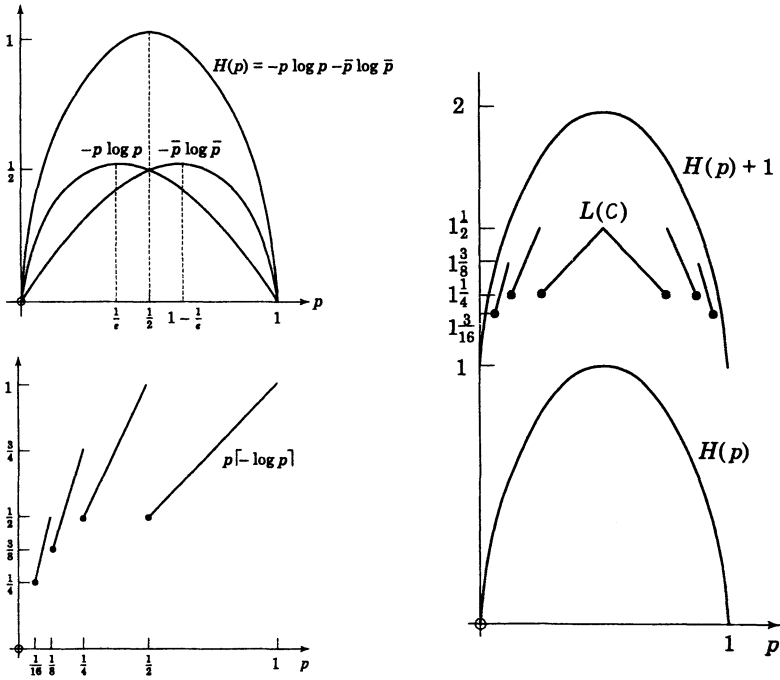 1
H(p) = -p log p - p̄ log p̄
-p log p
-p̄ log p̄
1/2
1/e
1/2
1 - 1/e
1
p
1
3/4
p⌈-log p⌉
1/2
3/8
1/4
1/16
1/8
1/4
1/2
1
p
2
H(p) + 1
L(C)
1 1/2
1 3/8
1 1/4
1 3/16
1
H(p)
1
p